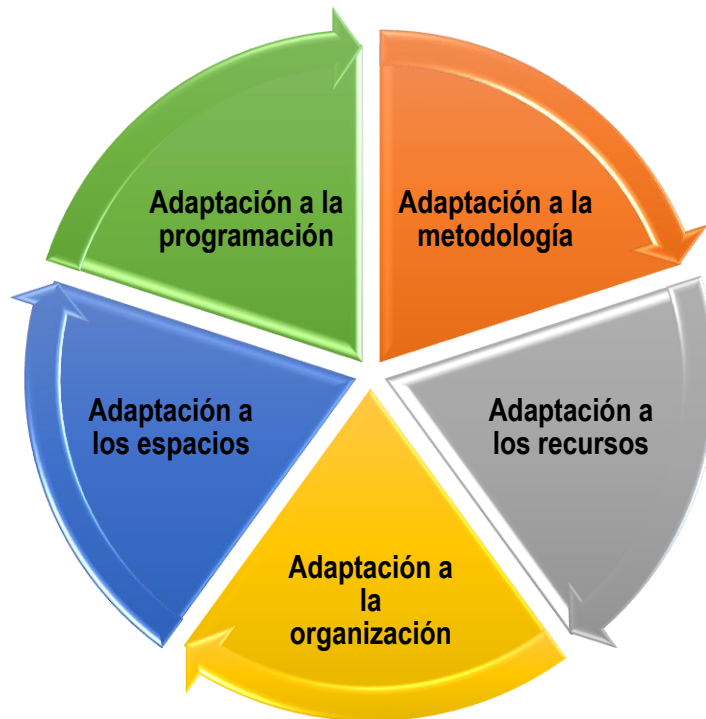 Adaptación a la
programación
Adaptación a la
metodología
Adaptación a
los espacios
Adaptación a
los recursos
Adaptación a
la
organización